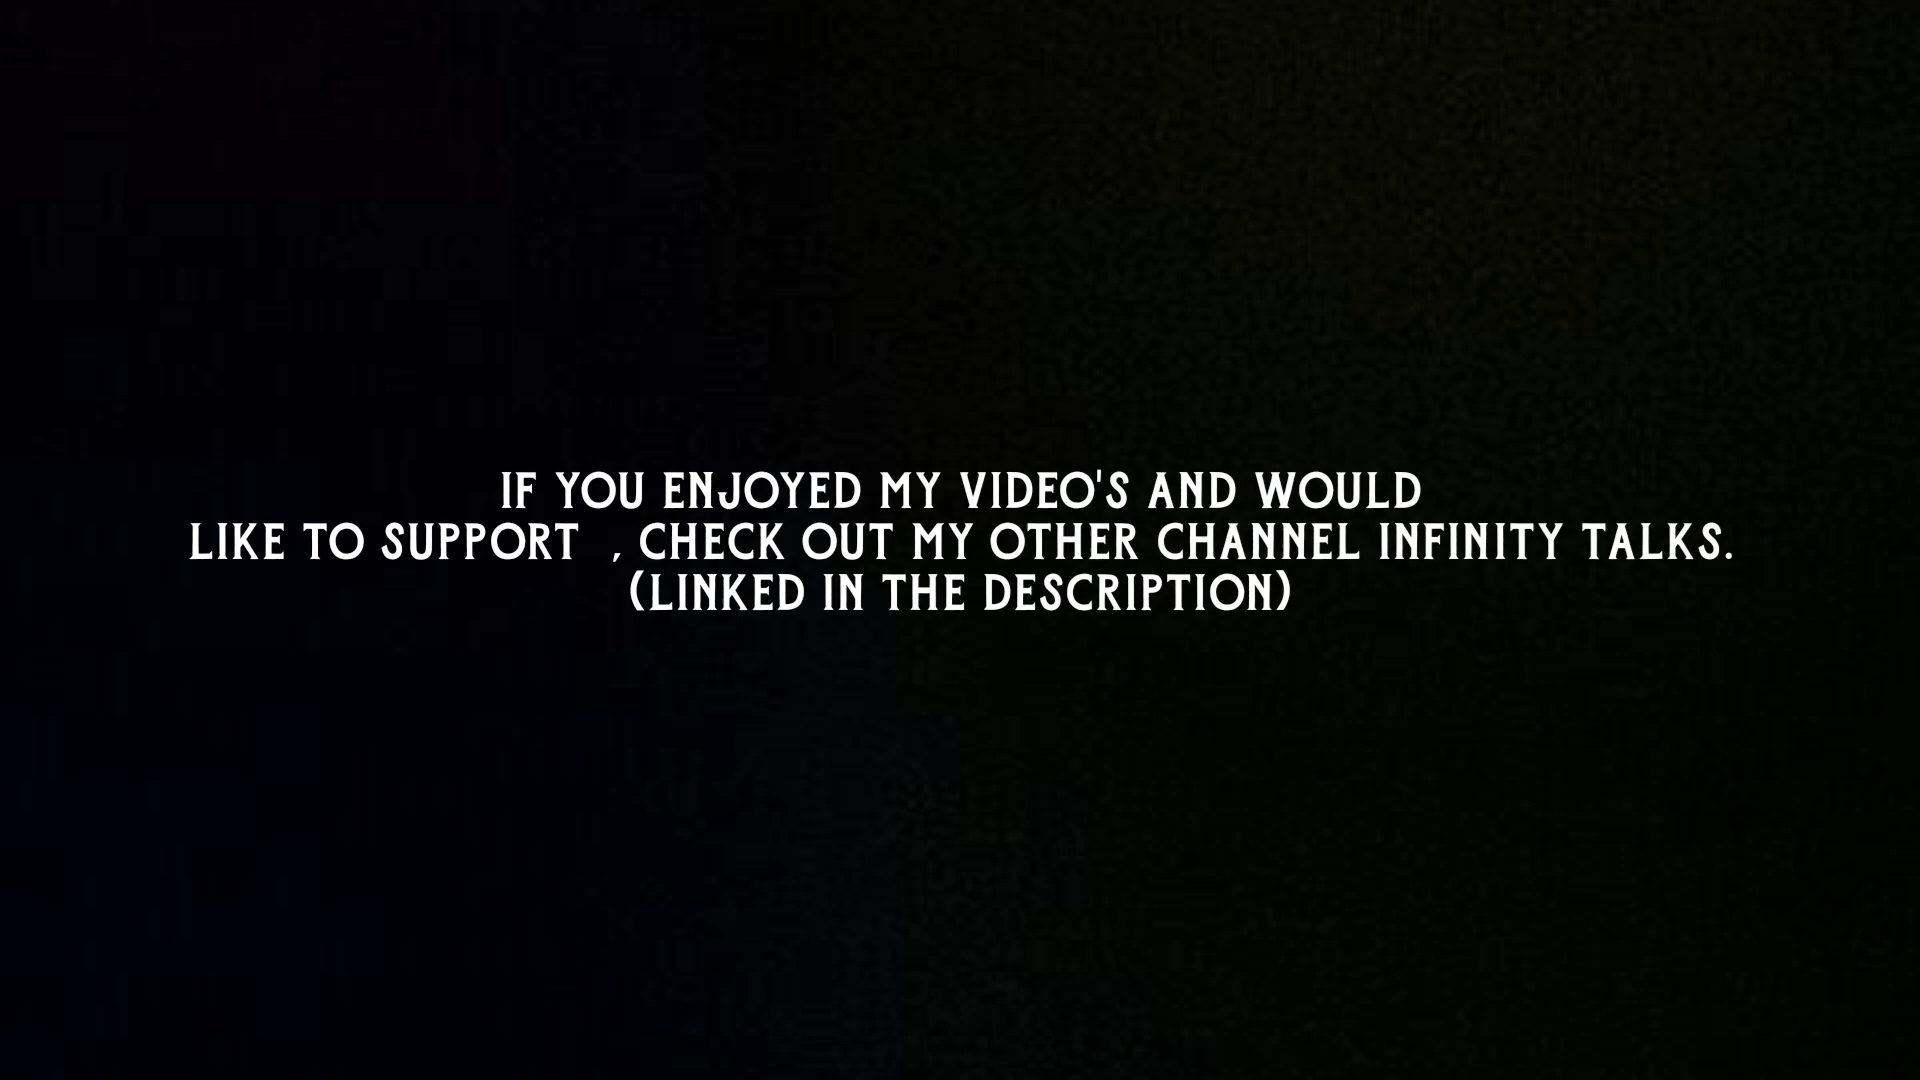 IF YOU ENJOYED MY VIDEO'S AND WOULD
LIKE TO SUPPORT , CHECK OUT MY OTHER CHANNEL INFINITY TALKS.
(LINKED IN THE DESCRIPTION)